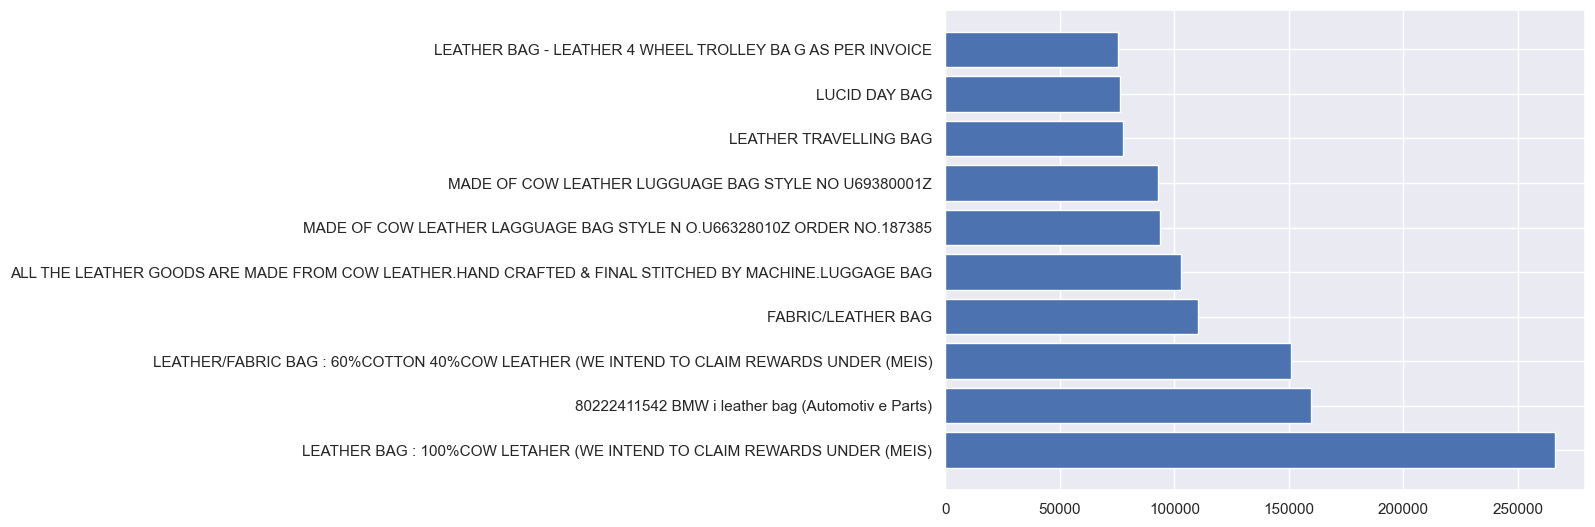 LEATHER BAG - LEATHER 4 WHEEL TROLLEY BA G AS PER INVOICE
LUCID DAY BAG
LEATHER TRAVELLING BAG
MADE OF COW LEATHER LUGGUAGE BAG STYLE NO U69380001Z
MADE OF COW LEATHER LAGGUAGE BAG STYLE N O.U66328010Z ORDER NO.187385
ALL THE LEATHER GOODS ARE MADE FROM COW LEATHER.HAND CRAFTED & FINAL STITCHED BY MACHINE.LUGGAGE BAG
FABRIC/LEATHER BAG
LEATHER/FABRIC BAG : 60%COTTON 40%COW LEATHER (WE INTEND TO CLAIM REWARDS UNDER (MEIS)
80222411542 BMW i leather bag (Automotiv e Parts)
LEATHER BAG : 100%COW LETAHER (WE INTEND TO CLAIM REWARDS UNDER (MEIS)
0 50000 100000 150000 200000 250000